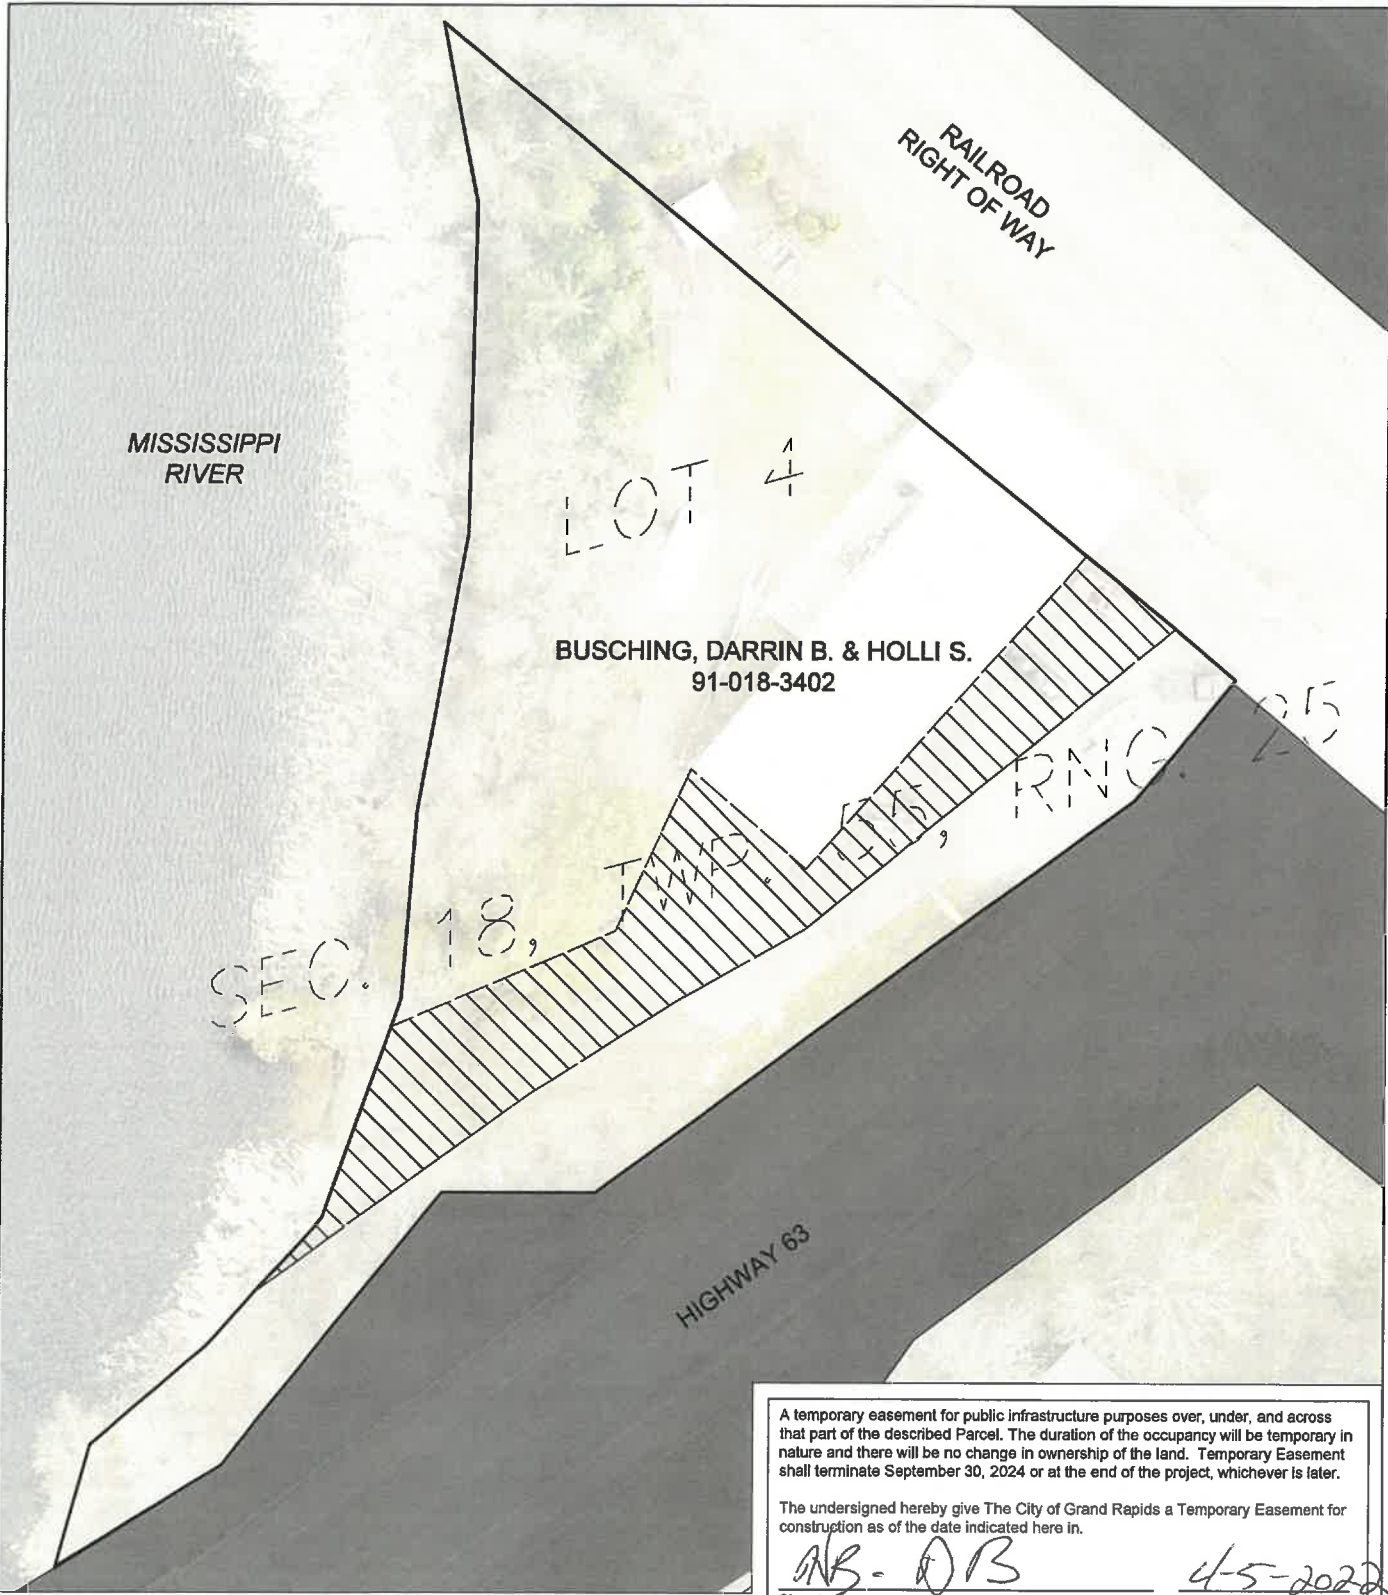 RAILROAD
RIGHT OF WAY
MISSISSIPPI
RIVER
LOT 4
BUSCHING, DARRIN B. & HOLLI S.
91-018-3402
SEC. 18, TWP. 55, RNG. 25
HIGHWAY 63
A temporary easement for public infrastructure purposes over, under, and across
that part of the described Parcel. The duration of the occupancy will be temporary in
nature and there will be no change in ownership of the land. Temporary Easement
shall terminate September 30, 2024 or at the end of the project, whichever is later.
The undersigned hereby give The City of Grand Rapids a Temporary Easement for
construction as of the date indicated here in.
4-5-2022